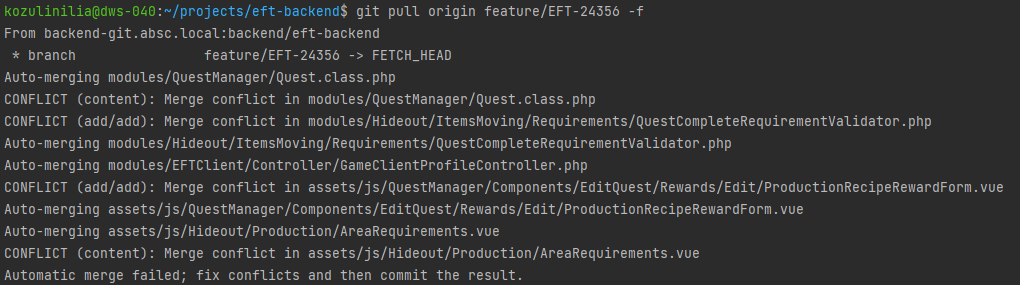 kozulinilia@dws-040:~/projects/eft-backend$ git pull origin feature/EFT-24356 -f
From backend-git.absc.local:backend/eft-backend
 * branch            feature/EFT-24356 -> FETCH_HEAD
Auto-merging modules/QuestManager/Quest.class.php
CONFLICT (content): Merge conflict in modules/QuestManager/Quest.class.php
CONFLICT (add/add): Merge conflict in modules/Hideout/ItemsMoving/Requirements/QuestCompleteRequirementValidator.php
Auto-merging modules/Hideout/ItemsMoving/Requirements/QuestCompleteRequirementValidator.php
Auto-merging modules/EFTClient/Controller/GameClientProfileController.php
CONFLICT (add/add): Merge conflict in assets/js/QuestManager/Components/EditQuest/Rewards/Edit/ProductionRecipeRewardForm.vue
Auto-merging assets/js/QuestManager/Components/EditQuest/Rewards/Edit/ProductionRecipeRewardForm.vue
Auto-merging assets/js/Hideout/Production/AreaRequirements.vue
CONFLICT (content): Merge conflict in assets/js/Hideout/Production/AreaRequirements.vue
Automatic merge failed; fix conflicts and then commit the result.